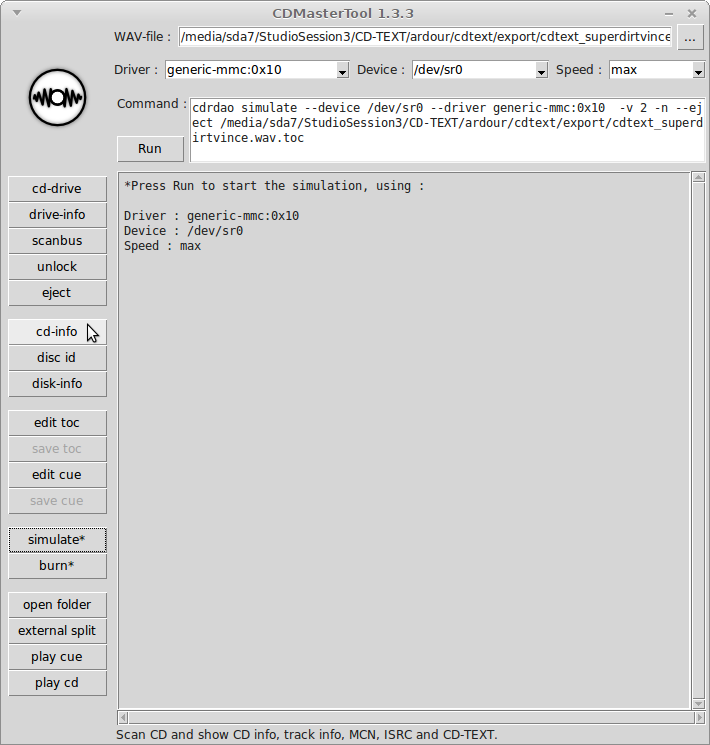 CDMasterTool 1.3.3
WAV-file : /media/sda7/StudioSession3/CD-TEXT/ardour/cdtext/export/cdtext_superdirtvince ...
Driver : generic-mmc:0x10 Device : /dev/sr0 Speed : max
WOM
Command : cdrdao simulate --device /dev/sr0 --driver generic-mmc:0x10  -v 2 -n --ej
ect /media/sda7/StudioSession3/CD-TEXT/ardour/cdtext/export/cdtext_superd
irtvince.wav.toc
Run
cd-drive
drive-info
scanbus
unlock
eject
cd-info
disc id
disk-info
edit toc
save toc
edit cue
save cue
simulate*
burn*
open folder
external split
play cue
play cd
*Press Run to start the simulation, using :
Driver : generic-mmc:0x10
Device : /dev/sr0
Speed : max
Scan CD and show CD info, track info, MCN, ISRC and CD-TEXT.